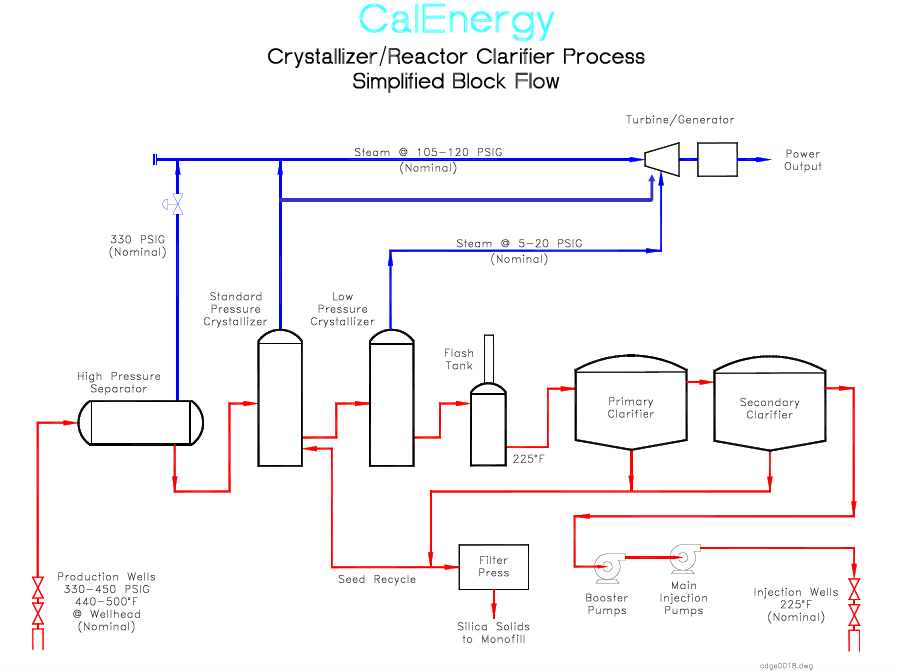 CalEnergy
Crystallizer/Reactor Clarifier Process
Simplified Block Flow
Turbine/Generator
Steam @ 105-120 PSIG
(Nominal)
Power
Output
330 PSIG
(Nominal)
Steam @ 5-20 PSIG
(Nominal)
Standard
Pressure
Crystallizer
Low
Pressure
Crystallizer
Flash
Tank
High Pressure
Separator
Primary
Clarifier
Secondary
Clarifier
225°F
Filter
Press
Seed Recycle
Production Wells
330-450 PSIG
440-500°F
@ Wellhead
(Nominal)
Booster
Pumps
Main
Injection
Pumps
Injection Wells
225°F
(Nominal)
Silica Solids
to Monofill
adge0018.dwg